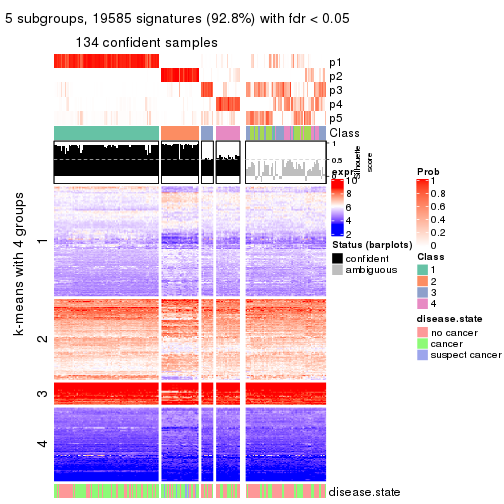 5 subgroups, 19585 signatures (92.8%) with fdr < 0.05
134 confident samples
p1
p2
p3
p4
p5
Class
1
0.5
0
silhouette
score
k-means with 4 groups
1
2
3
4
disease.state
expr
10
8
6
4
2
Status (barplots)
confident
ambiguous
Prob
1
0.8
0.6
0.4
0.2
0
Class
1
2
3
4
disease.state
no cancer
cancer
suspect cancer